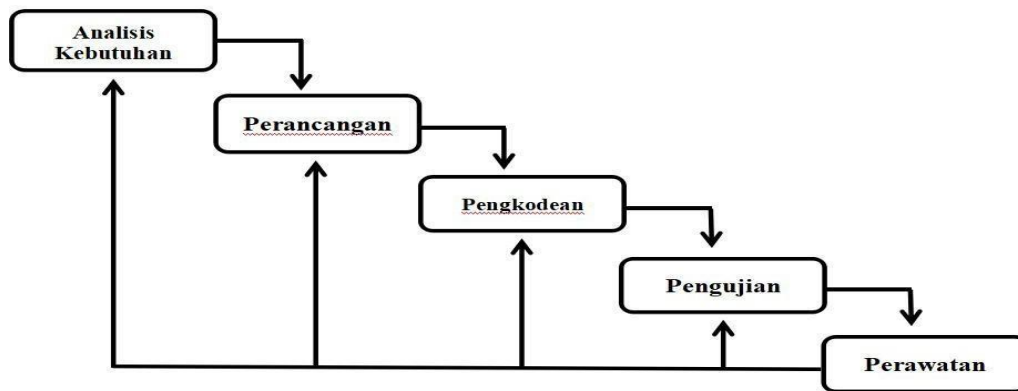 Analisis
Kebutuhan
Perancangan
Pengkodean
Pengujian
Perawatan